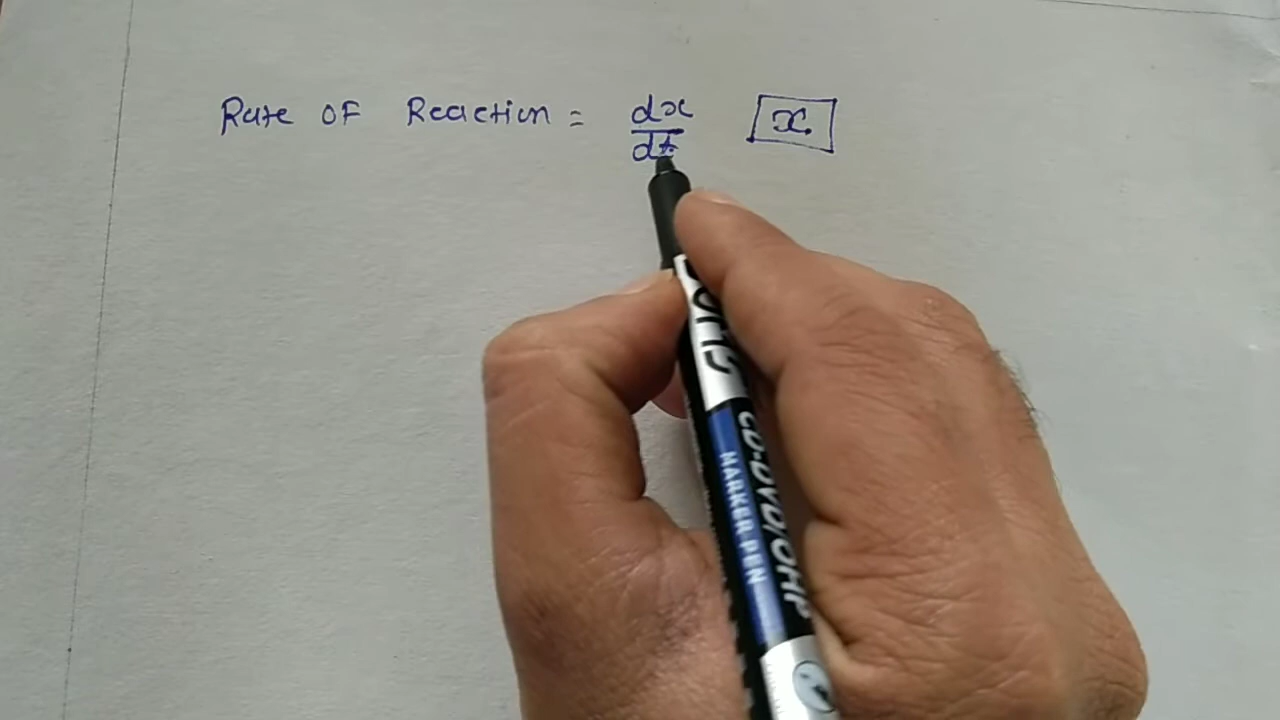 Rate OF Reaction = dx/dt x.
CD·DVD/OHP
MARKER PEN